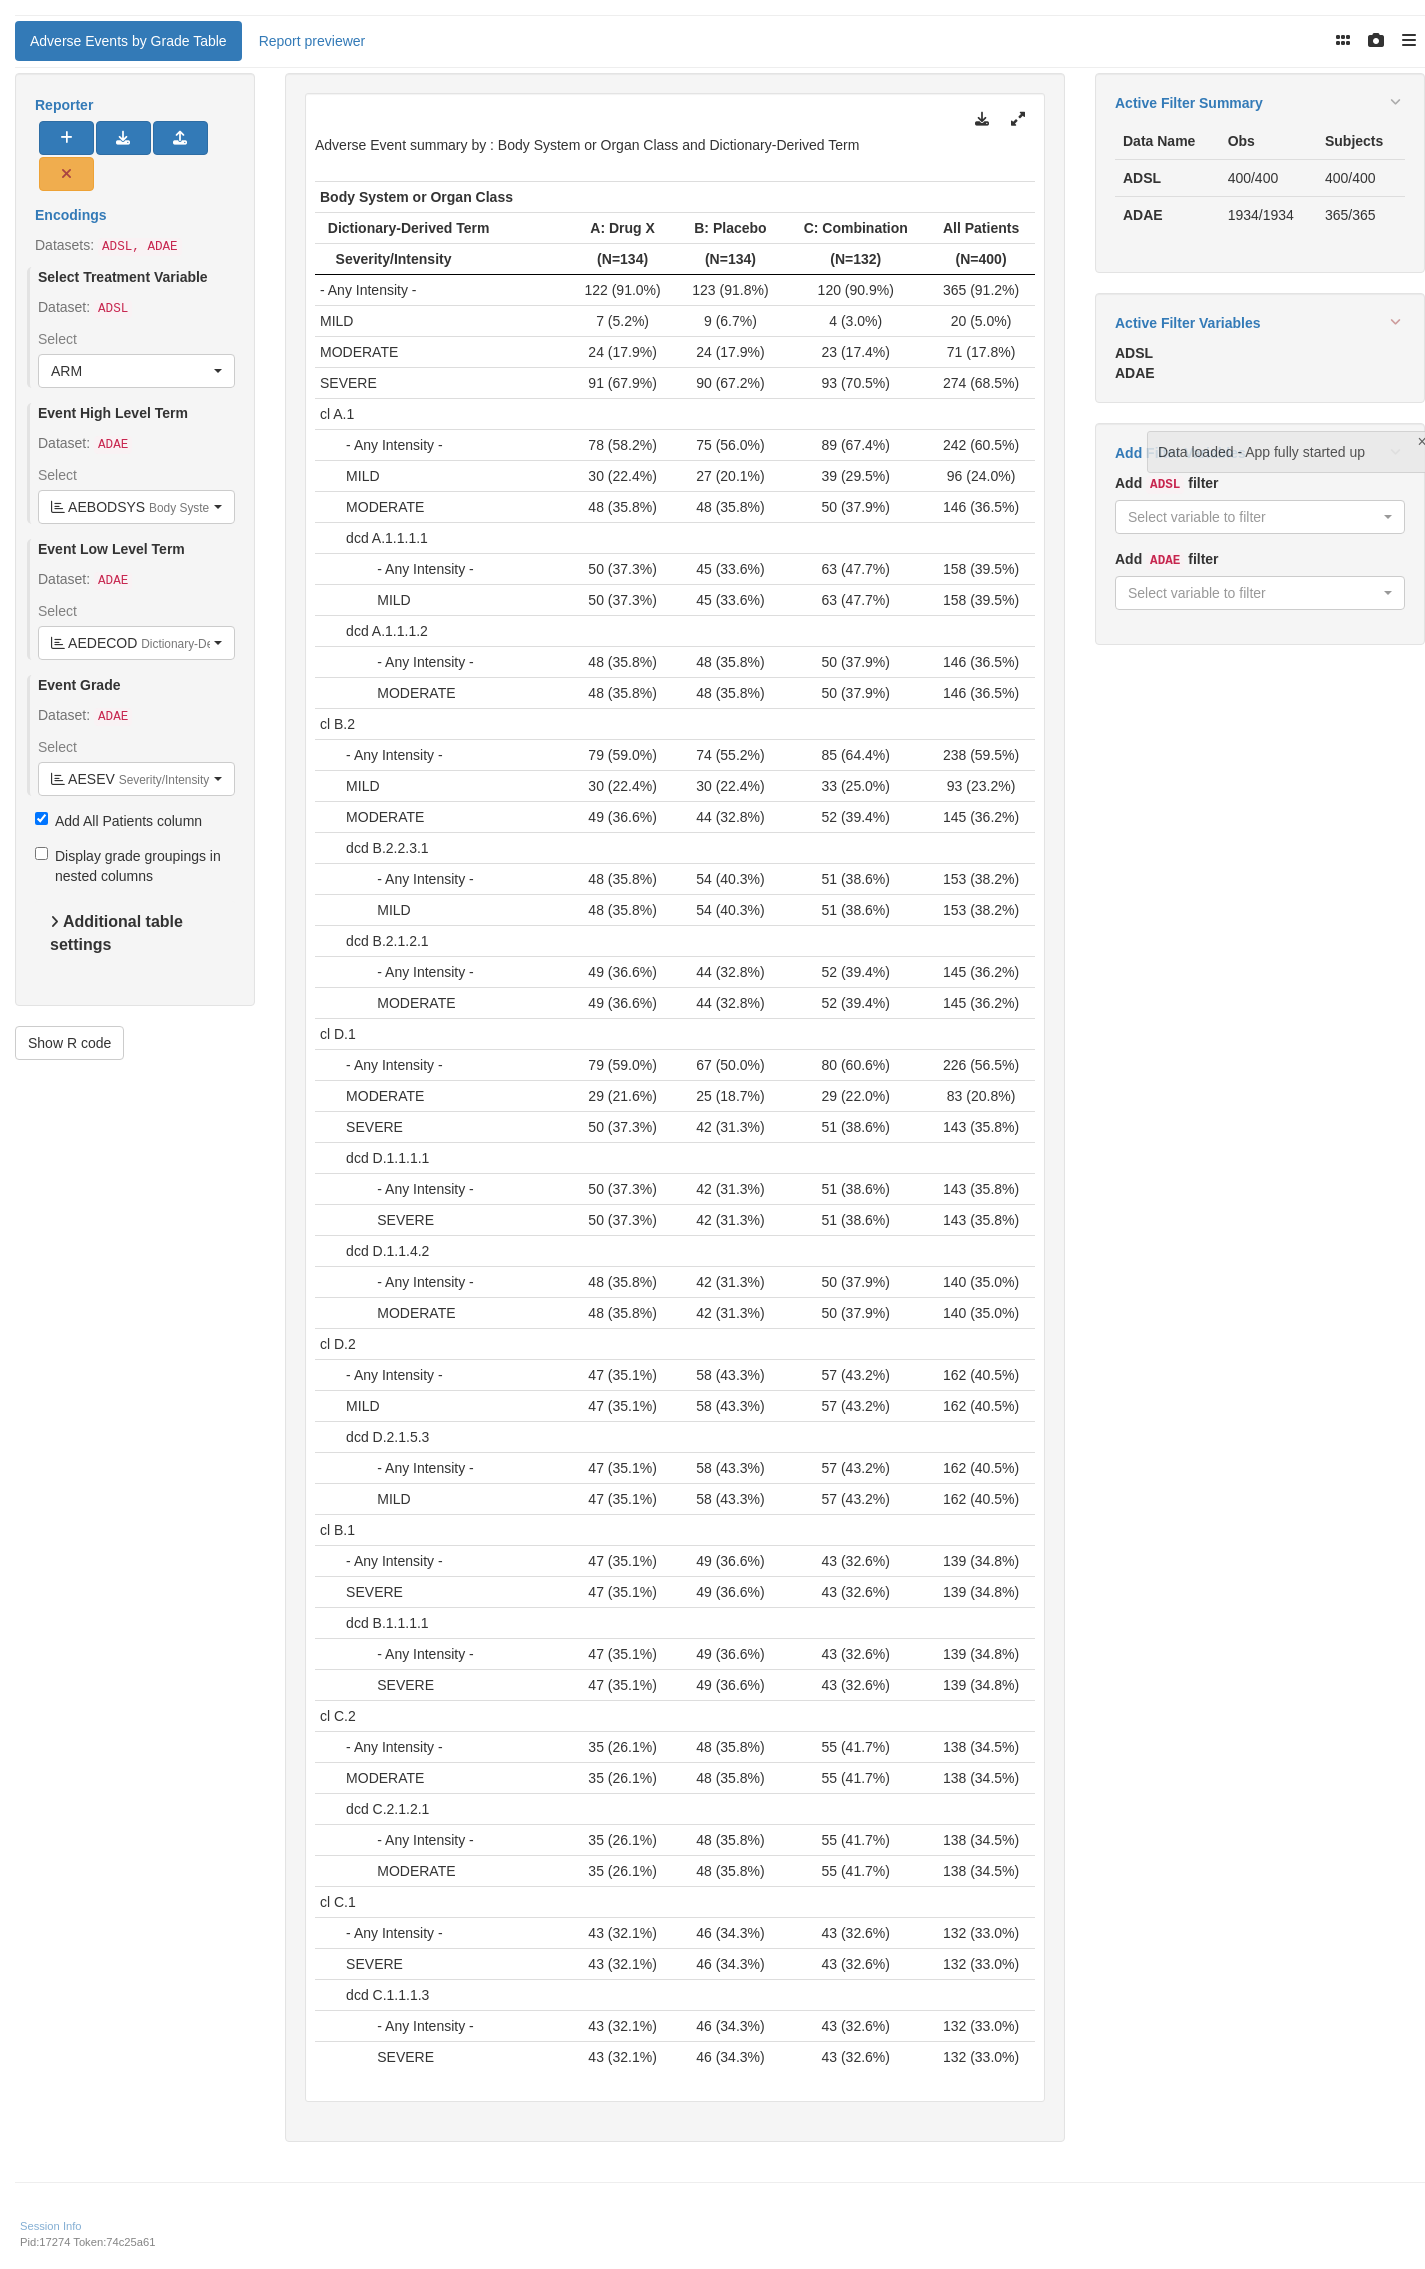 Adverse Events by Grade Table Report previewer
Reporter
Encodings
Datasets: ADSL, ADAE
Select Treatment Variable
Dataset: ADSL
Select
ARM
Event High Level Term
Dataset: ADAE
Select
AEBODSYS Body Syste
Event Low Level Term
Dataset: ADAE
Select
AEDECOD Dictionary-De
Event Grade
Dataset: ADAE
Select
AESEV Severity/Intensity
Add All Patients column
Display grade groupings in
nested columns
Additional table
settings
Show R code
Adverse Event summary by : Body System or Organ Class and Dictionary-Derived Term
Body System or Organ Class
Dictionary-Derived Term A: Drug X B: Placebo C: Combination All Patients
Severity/Intensity (N=134) (N=134) (N=132) (N=400)
- Any Intensity - 122 (91.0%) 123 (91.8%) 120 (90.9%) 365 (91.2%)
MILD 7 (5.2%) 9 (6.7%) 4 (3.0%) 20 (5.0%)
MODERATE 24 (17.9%) 24 (17.9%) 23 (17.4%) 71 (17.8%)
SEVERE 91 (67.9%) 90 (67.2%) 93 (70.5%) 274 (68.5%)
cl A.1
- Any Intensity - 78 (58.2%) 75 (56.0%) 89 (67.4%) 242 (60.5%)
MILD 30 (22.4%) 27 (20.1%) 39 (29.5%) 96 (24.0%)
MODERATE 48 (35.8%) 48 (35.8%) 50 (37.9%) 146 (36.5%)
dcd A.1.1.1.1
- Any Intensity - 50 (37.3%) 45 (33.6%) 63 (47.7%) 158 (39.5%)
MILD 50 (37.3%) 45 (33.6%) 63 (47.7%) 158 (39.5%)
dcd A.1.1.1.2
- Any Intensity - 48 (35.8%) 48 (35.8%) 50 (37.9%) 146 (36.5%)
MODERATE 48 (35.8%) 48 (35.8%) 50 (37.9%) 146 (36.5%)
cl B.2
- Any Intensity - 79 (59.0%) 74 (55.2%) 85 (64.4%) 238 (59.5%)
MILD 30 (22.4%) 30 (22.4%) 33 (25.0%) 93 (23.2%)
MODERATE 49 (36.6%) 44 (32.8%) 52 (39.4%) 145 (36.2%)
dcd B.2.2.3.1
- Any Intensity - 48 (35.8%) 54 (40.3%) 51 (38.6%) 153 (38.2%)
MILD 48 (35.8%) 54 (40.3%) 51 (38.6%) 153 (38.2%)
dcd B.2.1.2.1
- Any Intensity - 49 (36.6%) 44 (32.8%) 52 (39.4%) 145 (36.2%)
MODERATE 49 (36.6%) 44 (32.8%) 52 (39.4%) 145 (36.2%)
cl D.1
- Any Intensity - 79 (59.0%) 67 (50.0%) 80 (60.6%) 226 (56.5%)
MODERATE 29 (21.6%) 25 (18.7%) 29 (22.0%) 83 (20.8%)
SEVERE 50 (37.3%) 42 (31.3%) 51 (38.6%) 143 (35.8%)
dcd D.1.1.1.1
- Any Intensity - 50 (37.3%) 42 (31.3%) 51 (38.6%) 143 (35.8%)
SEVERE 50 (37.3%) 42 (31.3%) 51 (38.6%) 143 (35.8%)
dcd D.1.1.4.2
- Any Intensity - 48 (35.8%) 42 (31.3%) 50 (37.9%) 140 (35.0%)
MODERATE 48 (35.8%) 42 (31.3%) 50 (37.9%) 140 (35.0%)
cl D.2
- Any Intensity - 47 (35.1%) 58 (43.3%) 57 (43.2%) 162 (40.5%)
MILD 47 (35.1%) 58 (43.3%) 57 (43.2%) 162 (40.5%)
dcd D.2.1.5.3
- Any Intensity - 47 (35.1%) 58 (43.3%) 57 (43.2%) 162 (40.5%)
MILD 47 (35.1%) 58 (43.3%) 57 (43.2%) 162 (40.5%)
cl B.1
- Any Intensity - 47 (35.1%) 49 (36.6%) 43 (32.6%) 139 (34.8%)
SEVERE 47 (35.1%) 49 (36.6%) 43 (32.6%) 139 (34.8%)
dcd B.1.1.1.1
- Any Intensity - 47 (35.1%) 49 (36.6%) 43 (32.6%) 139 (34.8%)
SEVERE 47 (35.1%) 49 (36.6%) 43 (32.6%) 139 (34.8%)
cl C.2
- Any Intensity - 35 (26.1%) 48 (35.8%) 55 (41.7%) 138 (34.5%)
MODERATE 35 (26.1%) 48 (35.8%) 55 (41.7%) 138 (34.5%)
dcd C.2.1.2.1
- Any Intensity - 35 (26.1%) 48 (35.8%) 55 (41.7%) 138 (34.5%)
MODERATE 35 (26.1%) 48 (35.8%) 55 (41.7%) 138 (34.5%)
cl C.1
- Any Intensity - 43 (32.1%) 46 (34.3%) 43 (32.6%) 132 (33.0%)
SEVERE 43 (32.1%) 46 (34.3%) 43 (32.6%) 132 (33.0%)
dcd C.1.1.1.3
- Any Intensity - 43 (32.1%) 46 (34.3%) 43 (32.6%) 132 (33.0%)
SEVERE 43 (32.1%) 46 (34.3%) 43 (32.6%) 132 (33.0%)
Active Filter Summary
Data Name Obs Subjects
ADSL 400/400 400/400
ADAE 1934/1934 365/365
Active Filter Variables
ADSL
ADAE
Add
Data loaded - App fully started up
Add ADSL filter
Select variable to filter
Add ADAE filter
Select variable to filter
Session Info
Pid:17274 Token:74c25a61